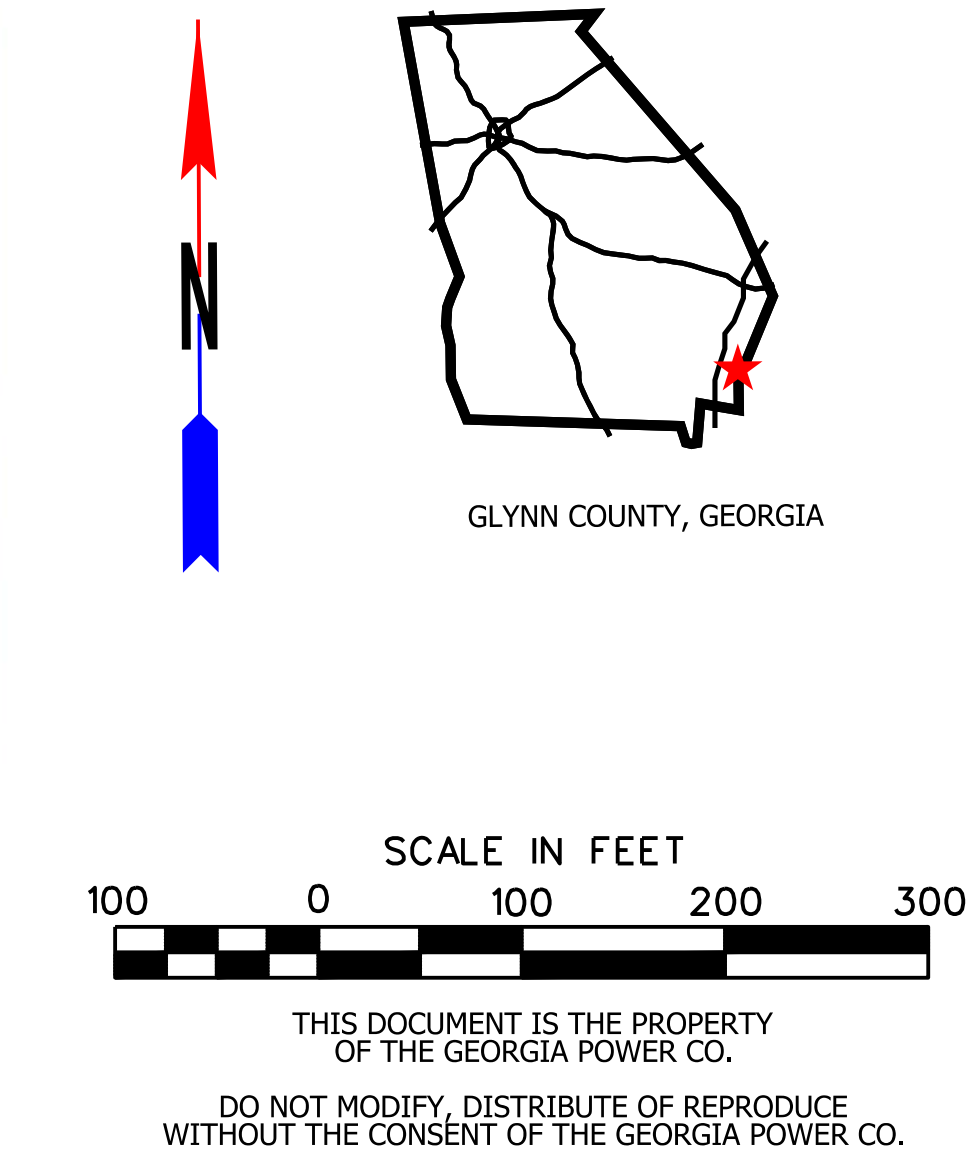 N
GLYNN COUNTY, GEORGIA
SCALE IN FEET
100 0 100 200 300
THIS DOCUMENT IS THE PROPERTY
OF THE GEORGIA POWER CO.
DO NOT MODIFY, DISTRIBUTE OF REPRODUCE
WITHOUT THE CONSENT OF THE GEORGIA POWER CO.